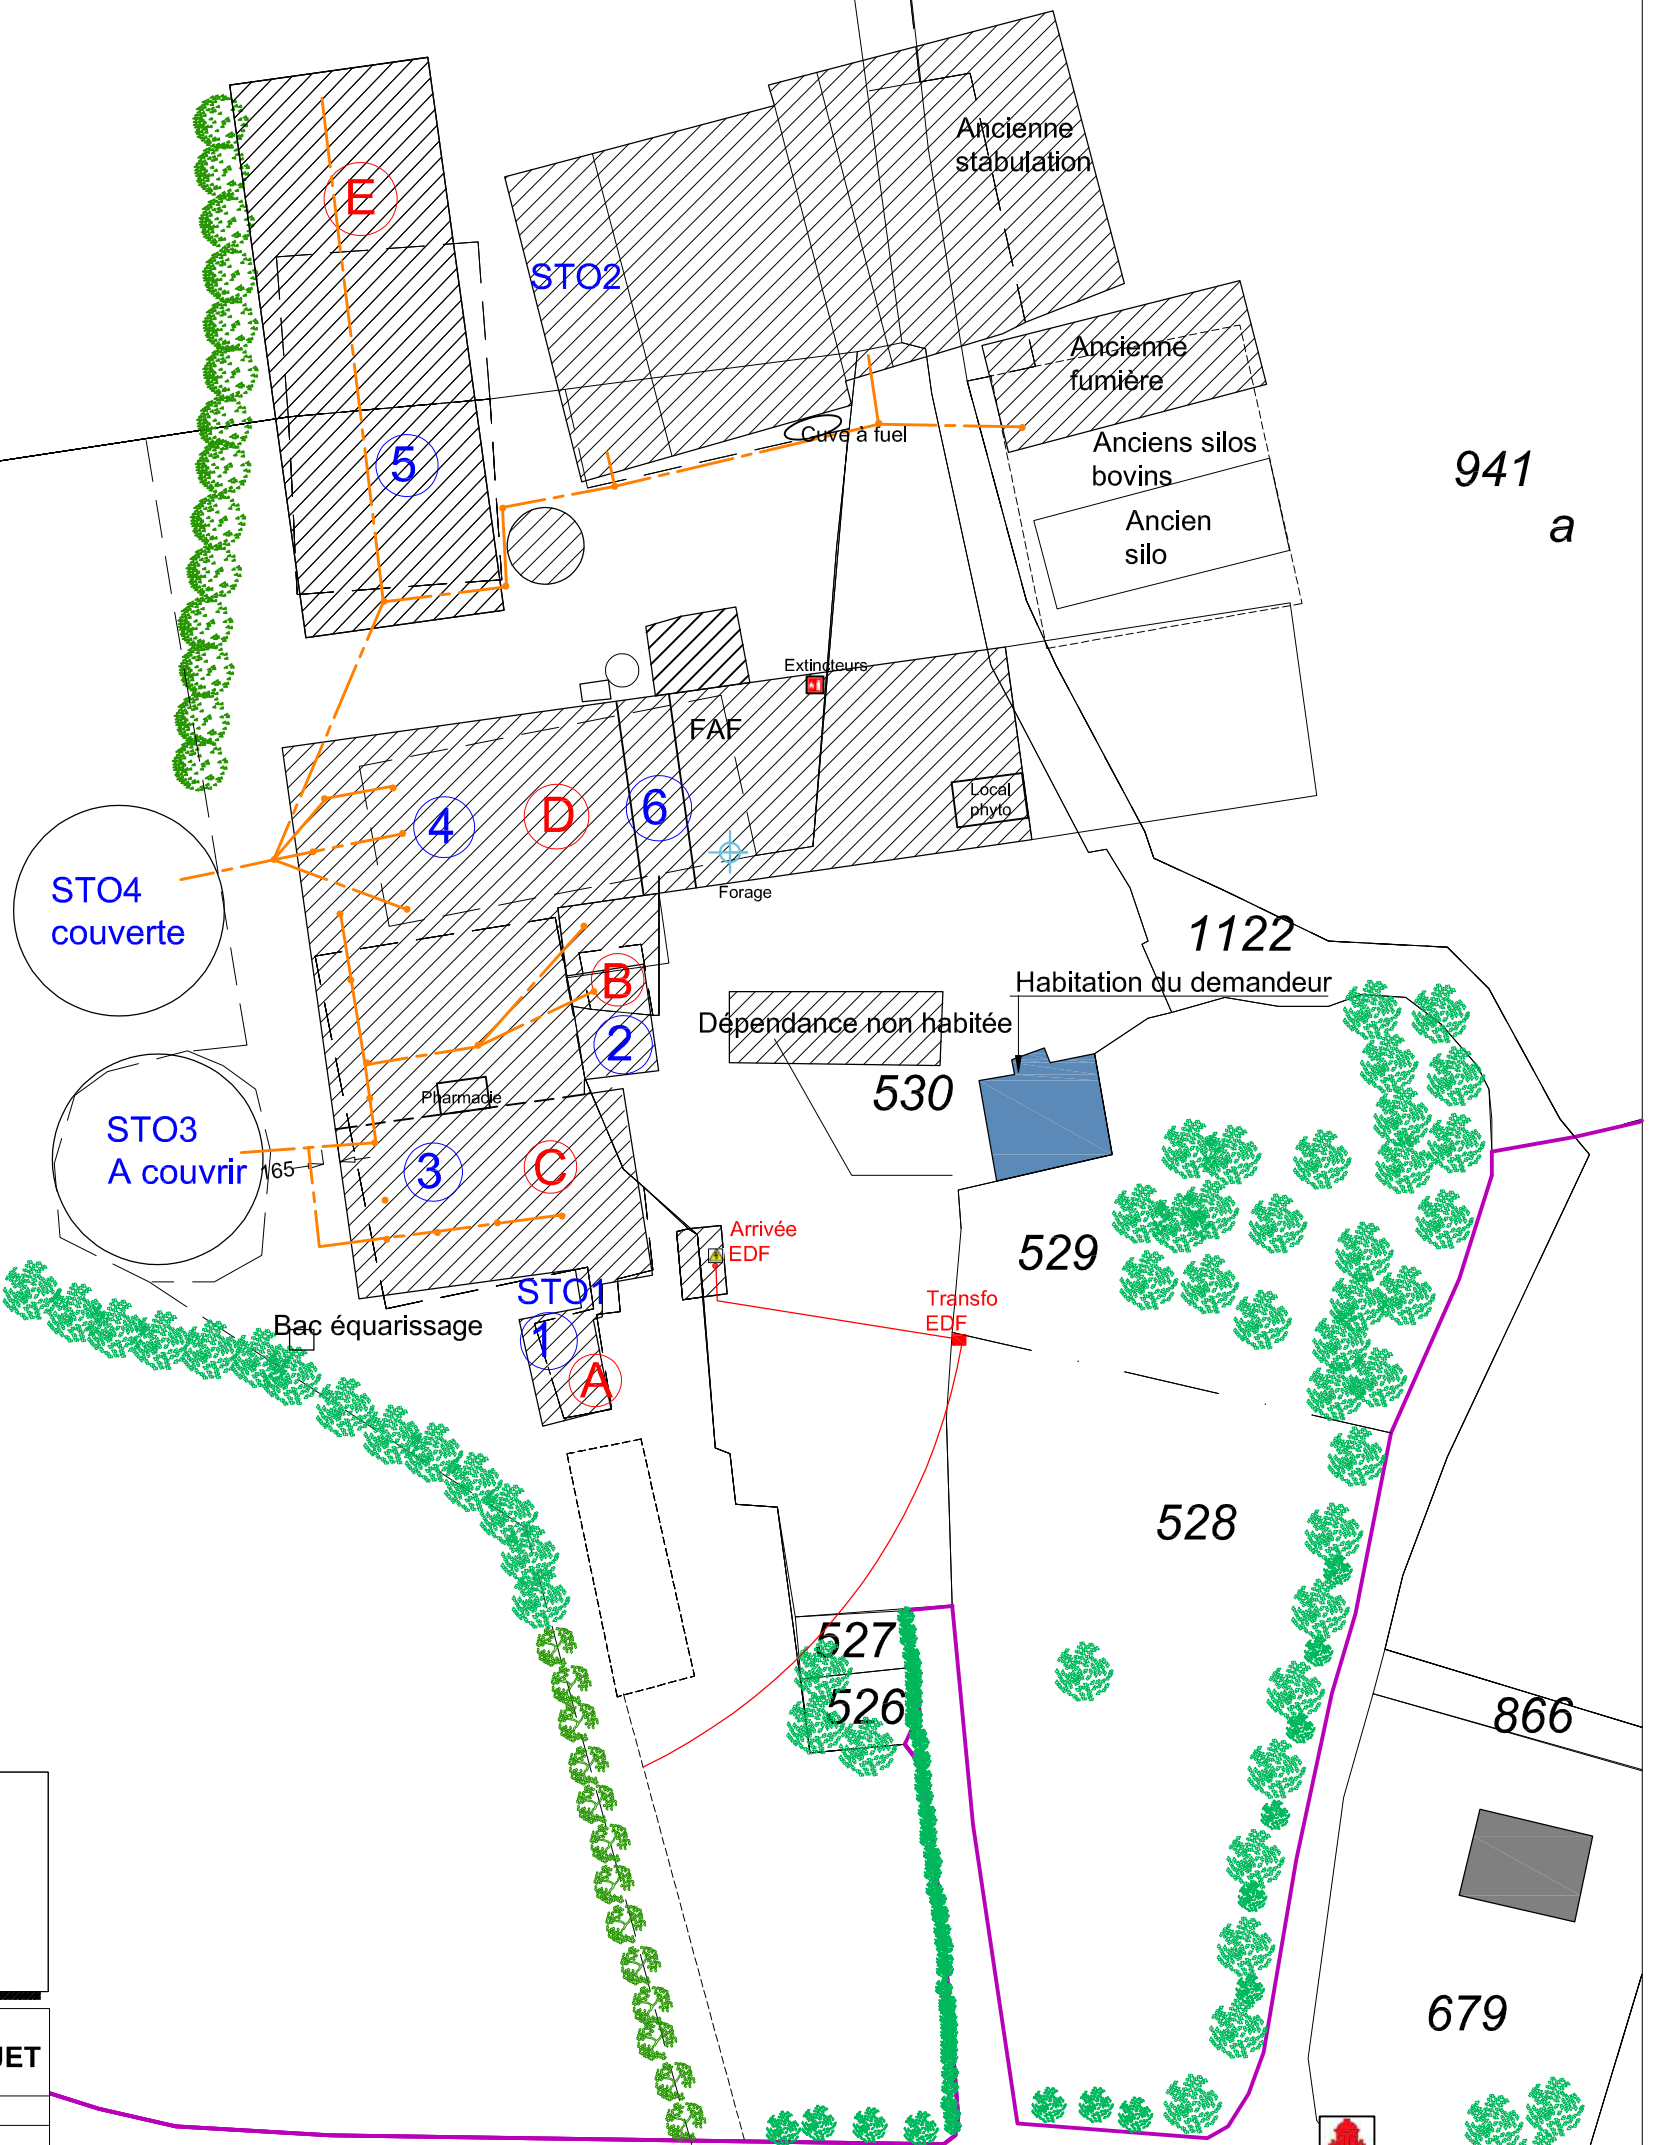 Ancienne
stabulation
E
STO2
Ancienne
fumière
Cuve à fuel
Anciens silos
bovins
5
941
a
Ancien
silo
Extincteurs
FAF
Local
phyto
4
D
6
Forage
STO4
couverte
1122
Habitation du demandeur
B
Dépendance non habitée
2
530
Pharmacie
STO3
A couvrir
165
3
C
Arrivée
EDF
529
STO1
Transfo
EDF
Bac équarissage
1
A
528
527
526
866
679
JET